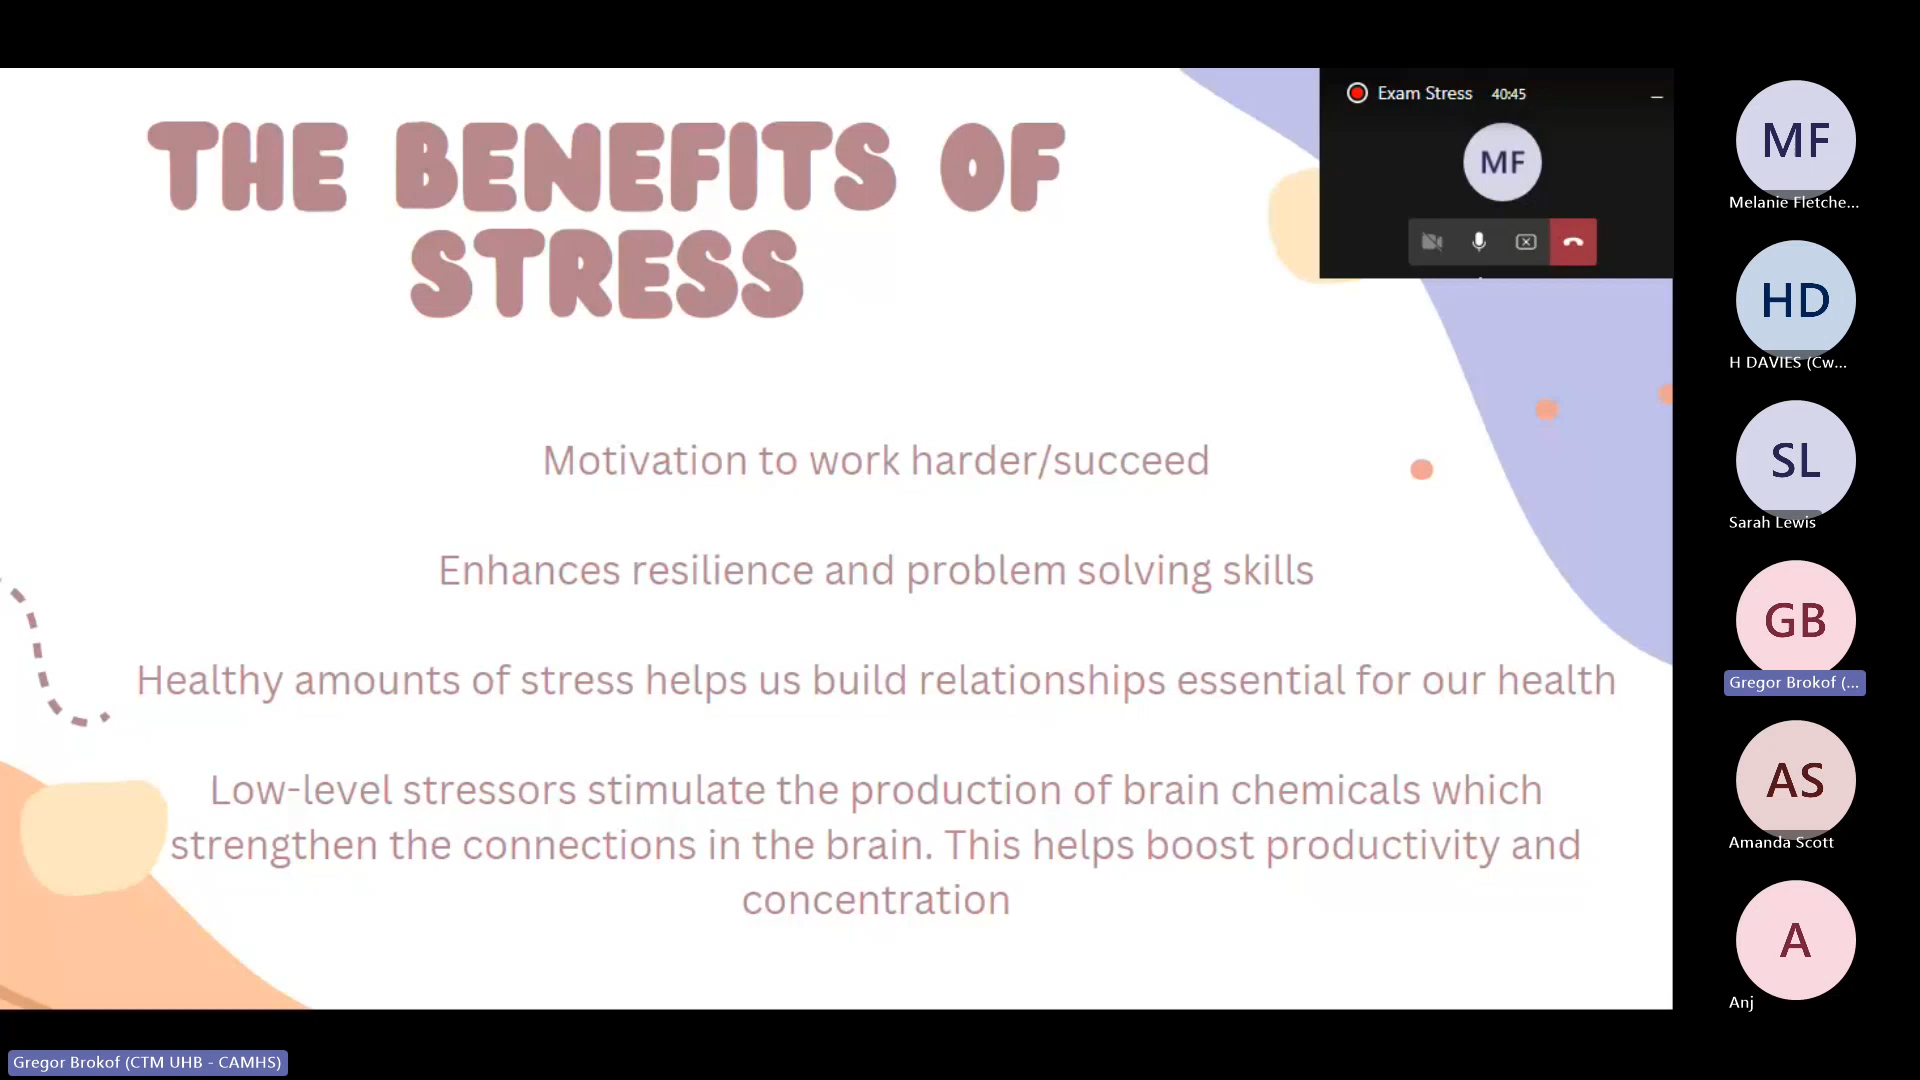 THE BENEFITS OF
STRESS
Motivation to work harder/succeed
Enhances resilience and problem solving skills
Healthy amounts of stress helps us build relationships essential for our health
Low-level stressors stimulate the production of brain chemicals which
strengthen the connections in the brain. This helps boost productivity and
concentration
Exam Stress 40:45
MF
MF
Melanie Fletche...
HD
H DAVIES (Cw...
SL
Sarah Lewis
GB
Gregor Brokof (...
AS
Amanda Scott
A
Anj
Gregor Brokof (CTM UHB - CAMHS)